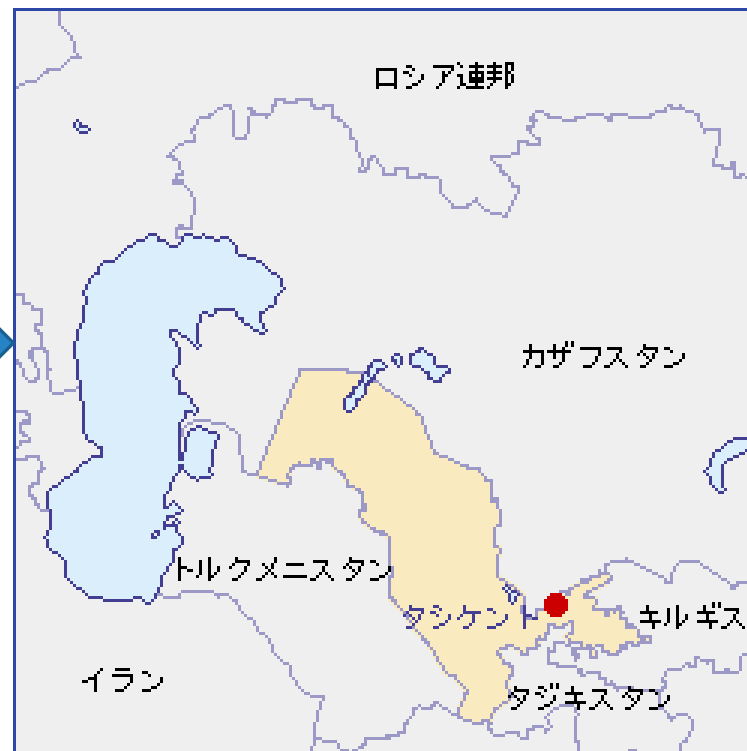 ロシア連邦
カザフスタン
トルクメニスタン
タシケント
キルギス
イラン
タジキスタン